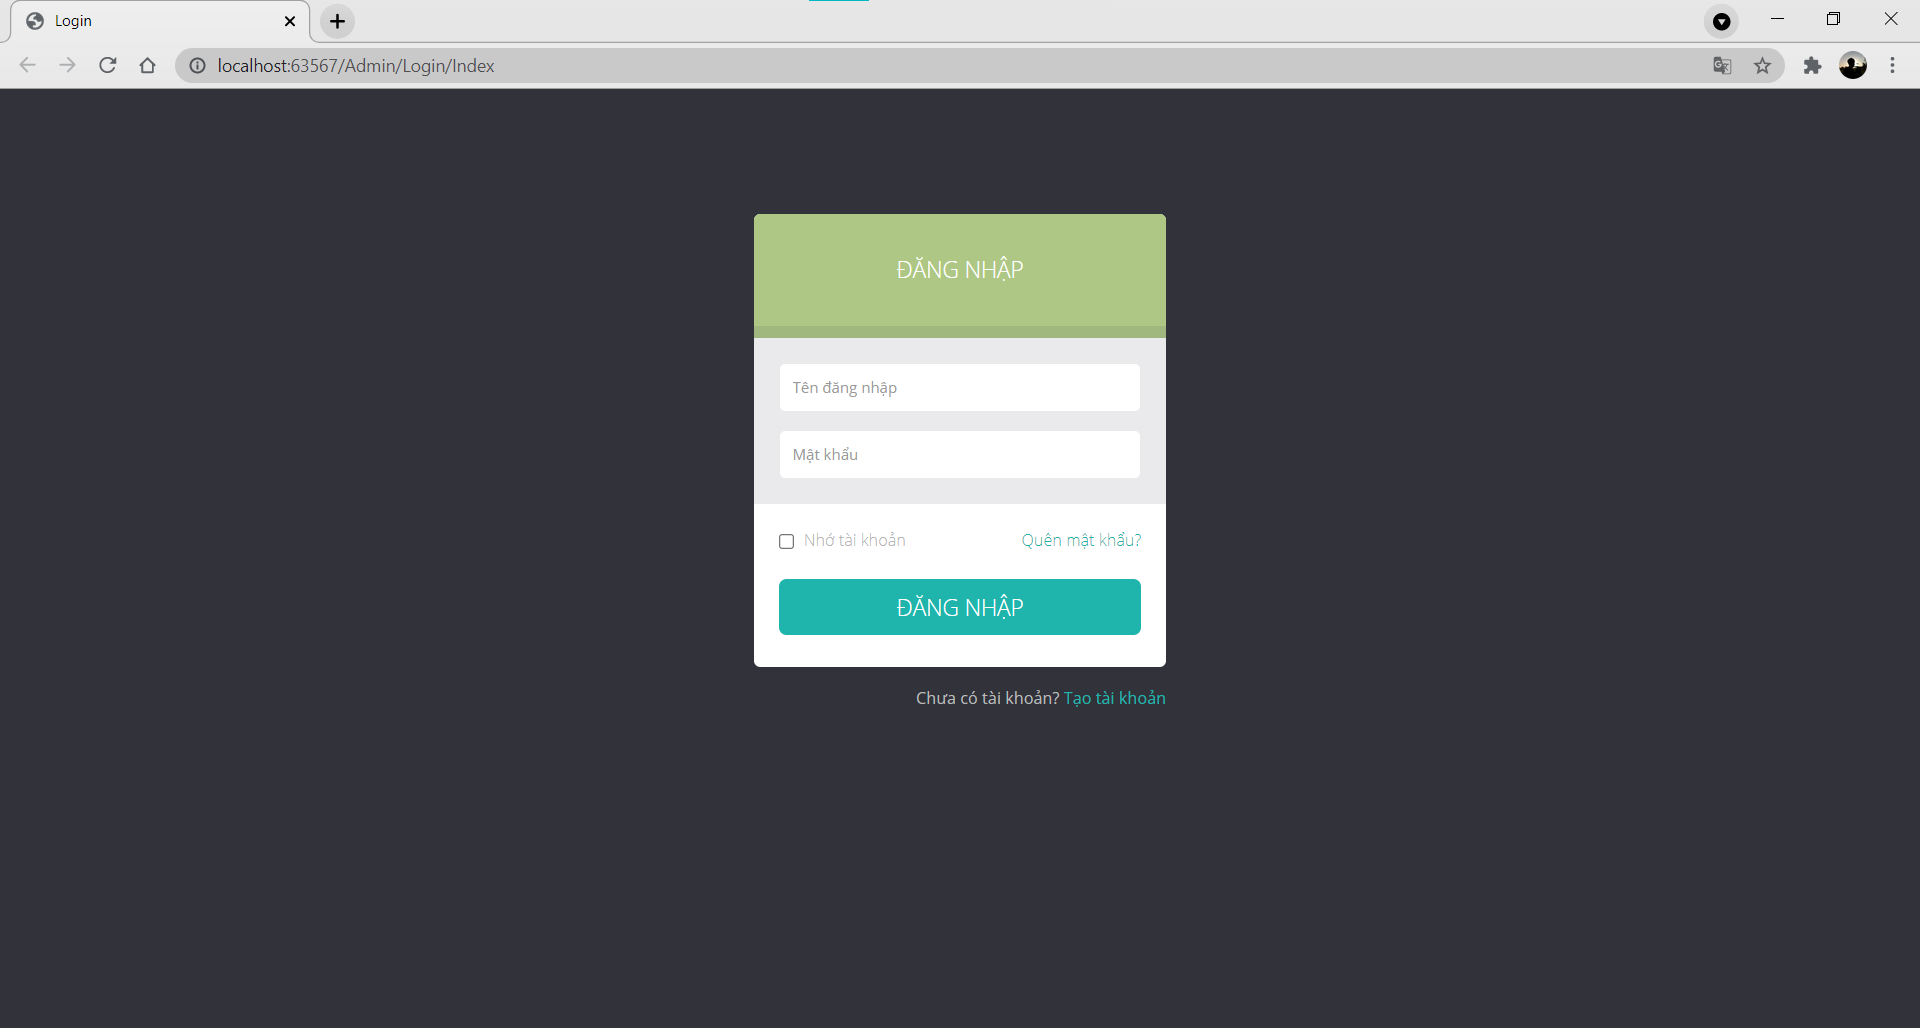 Login
localhost:63567/Admin/Login/Index
ĐĂNG NHẬP
Tên đăng nhập
Mật khẩu
Nhớ tài khoản Quên mật khẩu?
ĐĂNG NHẬP
Chưa có tài khoản? Tạo tài khoản